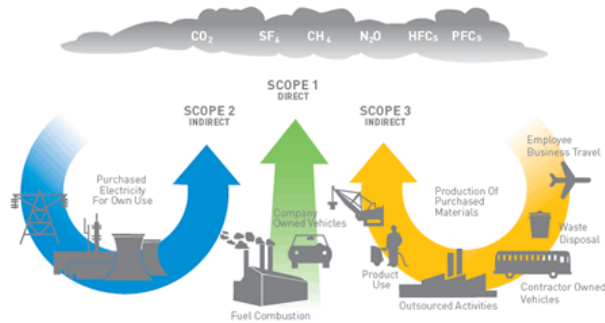 CO₂ SF₆ CH₄ N₂O HFCs PFCs
SCOPE 1
DIRECT
SCOPE 2
INDIRECT
SCOPE 3
INDIRECT
Purchased
Electricity
For Own Use
Company
Owned Vehicles
Fuel Combustion
Employee
Business Travel
Production Of
Purchased
Materials
Waste
Disposal
Product
Use
Contractor Owned
Vehicles
Outsourced Activities